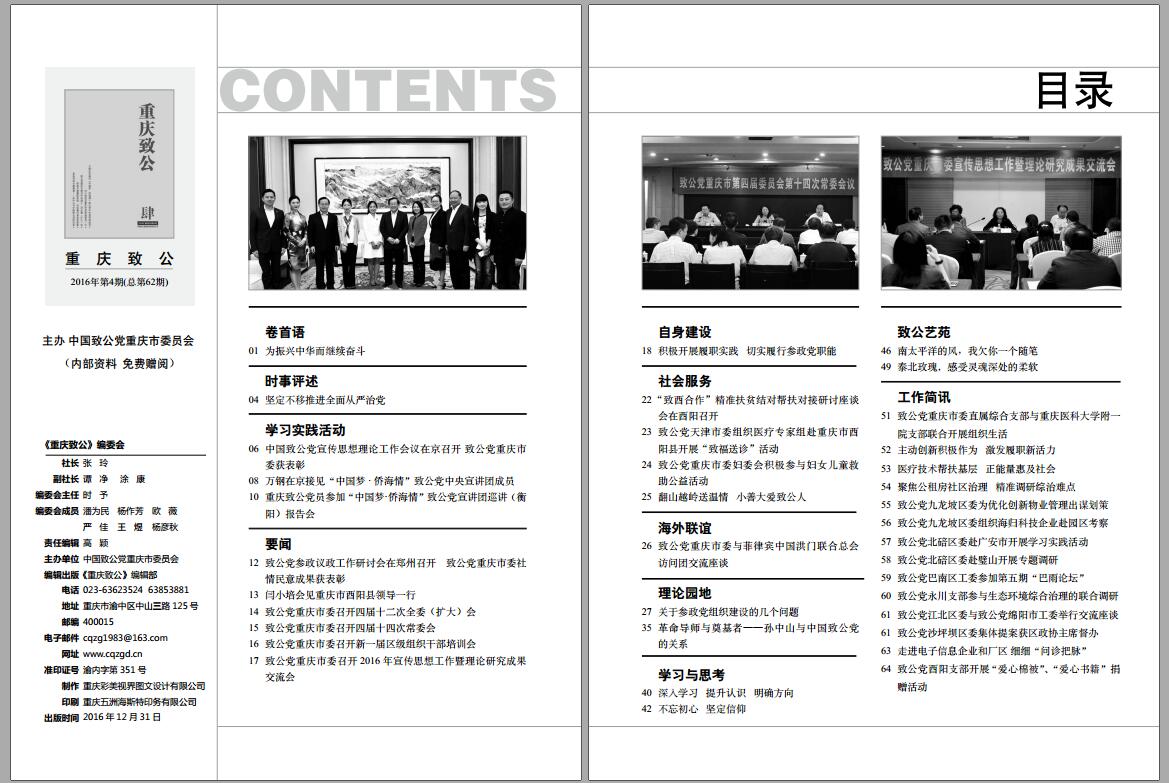 重庆致公
肆
重庆致公
2016年第4期(总第62期)
主办 中国致公党重庆市委员会
（内部资料 免费赠阅）
《重庆致公》编委会
社长 张 玲
副社长 谭 净 涂 康
编委会主任 时 予
编委会成员 潘为民 杨作芳 欧 薇
严 佳 王 煜 杨彦秋
责任编辑 高 颖
主办单位 中国致公党重庆市委员会
编辑出版 《重庆致公》编辑部
电话 023-63623524 63853881
地址 重庆市渝中区中山三路 125 号
邮编 400015
电子邮件 cqzg1983@163.com
网址 www.cqzgd.cn
准印证号 渝内字第 351 号
制作 重庆彩美视界图文设计有限公司
印刷 重庆五洲海斯特印务有限公司
出版时间 2016 年 12 月 31 日
CONTENTS
卷首语
01 为振兴中华而继续奋斗
时事评述
04 坚定不移推进全面从严治党
学习实践活动
06 中国致公党宣传思想理论工作会议在京召开 致公党重庆市
委获表彰
08 万钢在京接见“中国梦·侨海情”致公党中央宣讲团成员
10 重庆致公党员参加“中国梦·侨海情”致公党宣讲团巡讲（衡
阳）报告会
要闻
12 致公党参政议政工作研讨会在郑州召开 致公党重庆市委社
情民意成果获表彰
13 闫小培会见重庆市酉阳县领导一行
14 致公党重庆市委召开四届十二次全委（扩大）会
15 致公党重庆市委召开四届十四次常委会
16 致公党重庆市委召开新一届区级组织干部培训会
17 致公党重庆市委召开 2016 年宣传思想工作暨理论研究成果
交流会
目录
致公党重庆市第四届委员会第十四次常委会议
致公党重庆市委宣传思想工作暨理论研究成果交流会
自身建设
18 积极开展履职实践 切实履行参政党职能
社会服务
22 “致酉合作”精准扶贫结对帮扶对接研讨座谈
会在酉阳召开
23 致公党天津市委组织医疗专家组赴重庆市酉
阳县开展“致福送诊”活动
24 致公党重庆市委妇委会积极参与妇女儿童救
助公益活动
25 翻山越岭送温情 小善大爱致公人
海外联谊
26 致公党重庆市委与菲律宾中国洪门联合总会
访问团交流座谈
理论园地
27 关于参政党组织建设的几个问题
35 革命导师与奠基者——孙中山与中国致公党
的关系
学习与思考
40 深入学习 提升认识 明确方向
42 不忘初心 坚定信仰
致公艺苑
46 南太平洋的风，我欠你一个随笔
49 泰北玫瑰，感受灵魂深处的柔软
工作简讯
51 致公党重庆市委直属综合支部与重庆医科大学附一
院支部联合开展组织生活
52 主动创新积极作为 激发履职新活力
53 医疗技术帮扶基层 正能量惠及社会
54 聚焦公租房社区治理 精准调研综治难点
55 致公党九龙坡区委为优化创新物业管理出谋划策
56 致公党九龙坡区委组织海归科技企业赴园区考察
57 致公党北碚区委赴广安市开展学习实践活动
58 致公党北碚区委赴璧山开展专题调研
59 致公党巴南区工委参加第五期“巴雨论坛”
60 致公党永川支部参与生态环境综合治理的联合调研
61 致公党江北区委与致公党绵阳市工委举行交流座谈
61 致公党沙坪坝区委集体提案获区政协主席督办
63 走进电子信息企业和厂区 细细“问诊把脉”
64 致公党酉阳支部开展“爱心棉被”、“爱心书籍”捐
赠活动